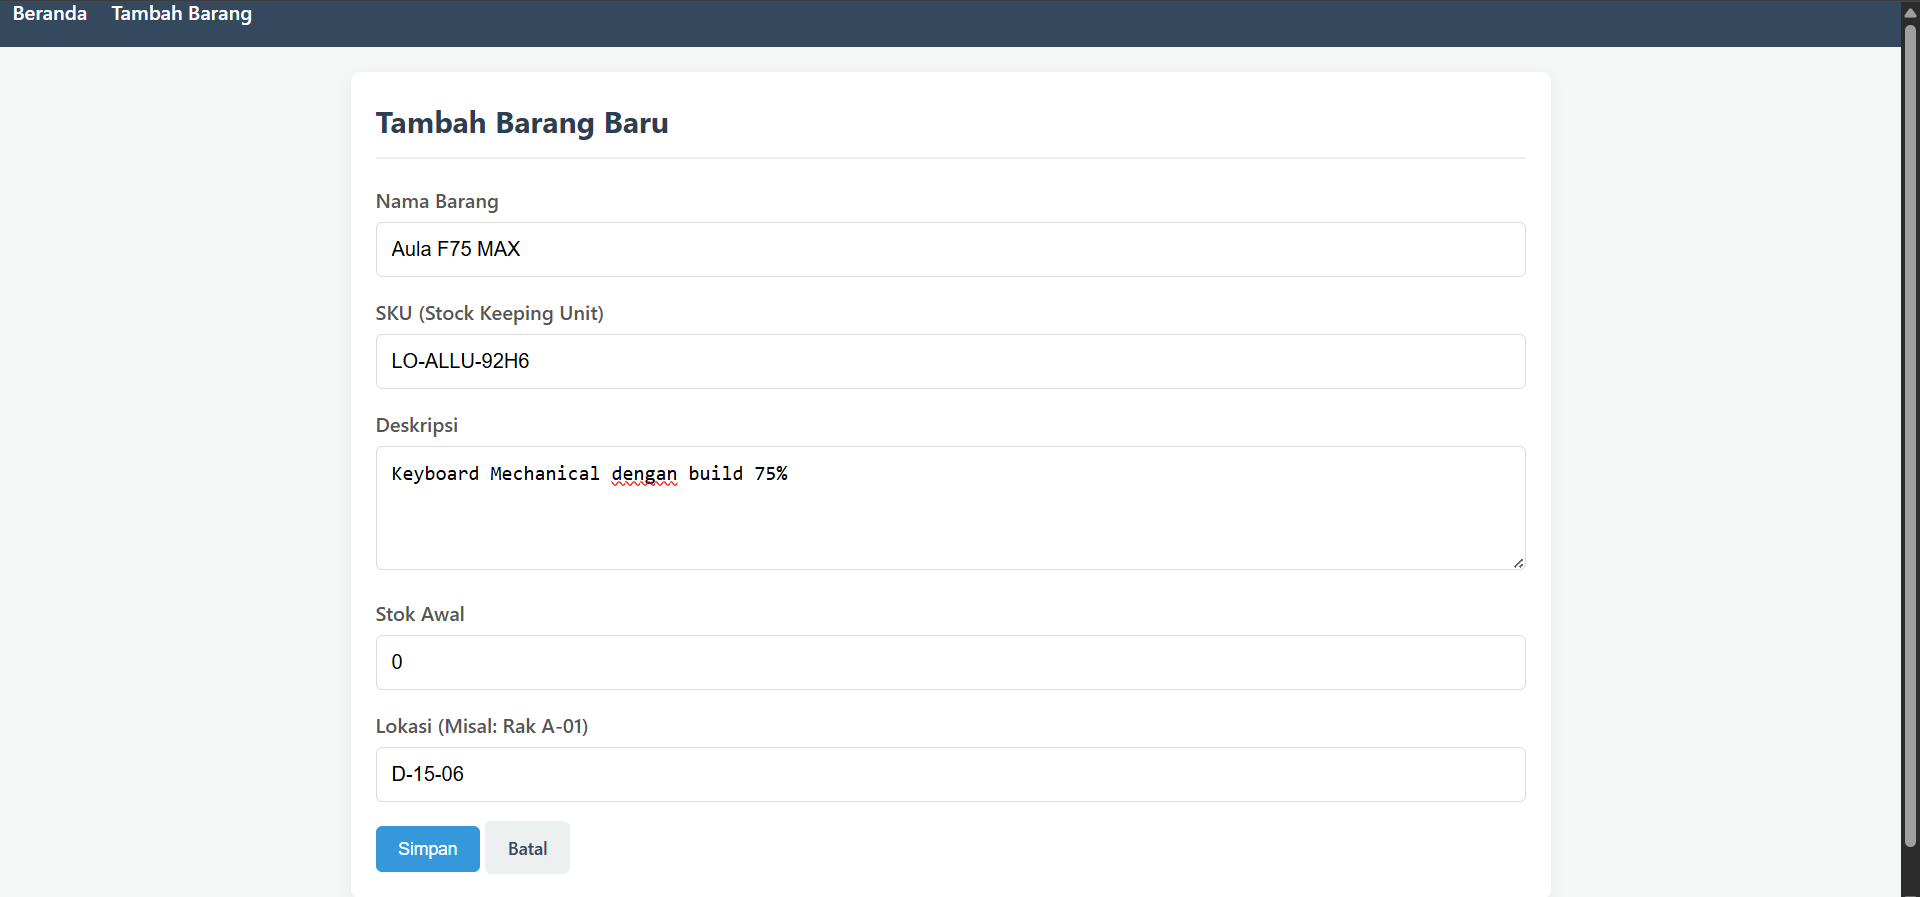 Beranda Tambah Barang
Tambah Barang Baru
Nama Barang
Aula F75 MAX
SKU (Stock Keeping Unit)
LO-ALLU-92H6
Deskripsi
Keyboard Mechanical dengan build 75%
Stok Awal
0
Lokasi (Misal: Rak A-01)
D-15-06
Simpan Batal